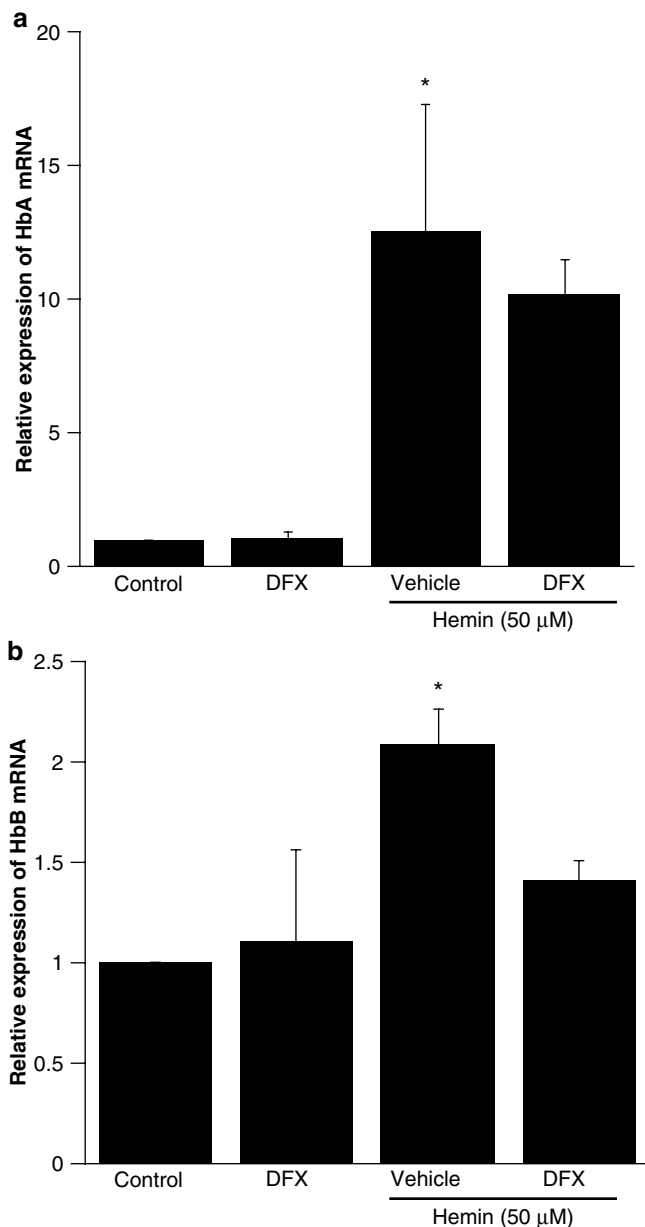 a
Relative expression of HbA mRNA
20
15
10
5
0
*
Control DFX Vehicle DFX
Hemin (50 μM)
b
Relative expression of HbB mRNA
2.5
2
1.5
1
0.5
0
*
Control DFX Vehicle DFX
Hemin (50 μM)